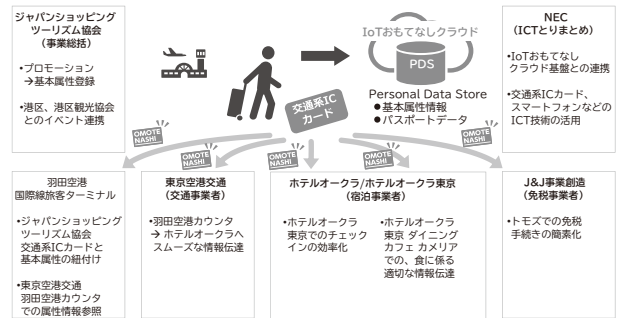 ジャパンショッピング
ツーリズム協会
（事業総括）
•プロモーション
→基本属性登録
•港区、港区観光協会
とのイベント連携
IoTおもてなしクラウド
PDS
Personal Data Store
●基本属性情報
●パスポートデータ
交通系IC
カード
NEC
（ICTとりまとめ）
•IoTおもてなし
クラウド基盤との連携
•交通系ICカード、
スマートフォンなどの
ICT技術の活用
OMOTE
NASHI
OMOTE
NASHI
OMOTE
NASHI
OMOTE
NASHI
OMOTE
NASHI
羽田空港
国際線旅客ターミナル
•ジャパンショッピング
ツーリズム協会
交通系ICカードと
基本属性の紐付け
•東京空港交通
羽田空港カウンタ
での属性情報参照
東京空港交通
（交通事業者）
•羽田空港カウンタ
→ ホテルオークラへ
スムーズな情報伝達
ホテルオークラ/ホテルオークラ東京
（宿泊事業者）
•ホテルオークラ
東京でのチェック
インの効率化
•ホテルオークラ
東京 ダイニング
カフェ カメリア
での、食に係る
適切な情報伝達
J&J事業創造
（免税事業者）
•トモズでの免税
手続きの簡素化